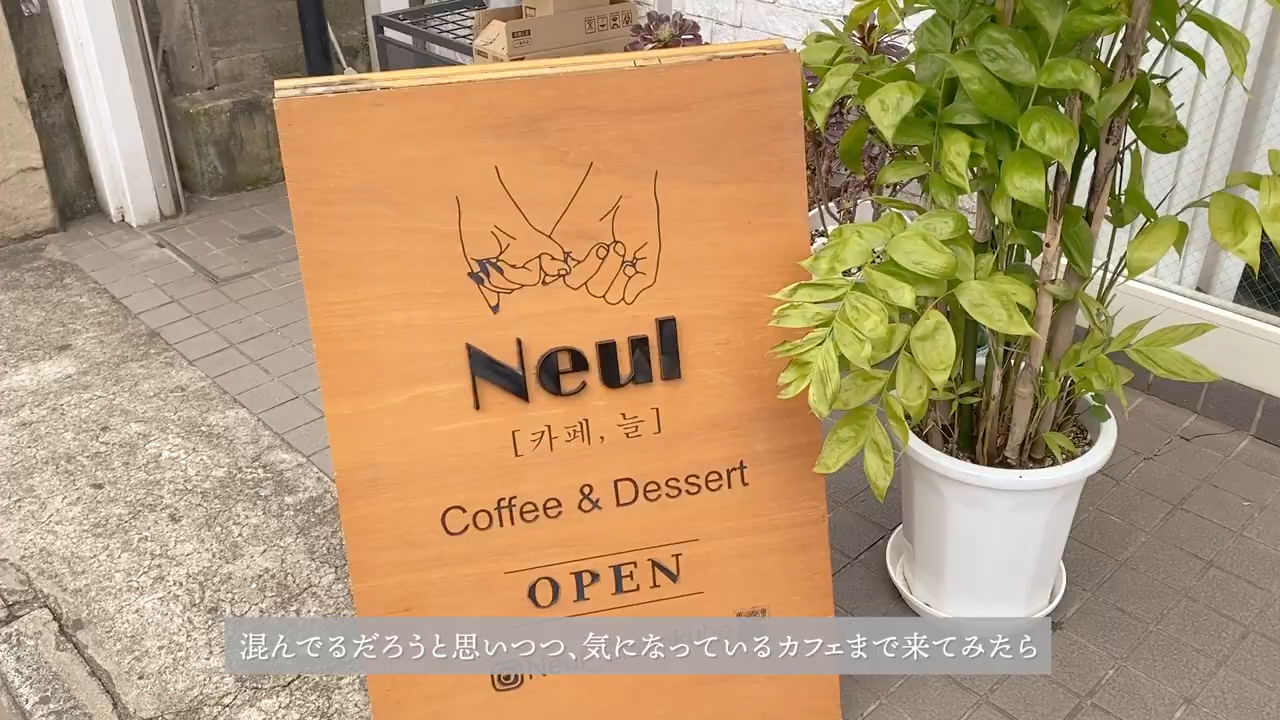 Neul
[카페, 늘]
Coffee & Dessert
OPEN
混んでるだろうと思いつつ、気になっているカフェまで来てみたら